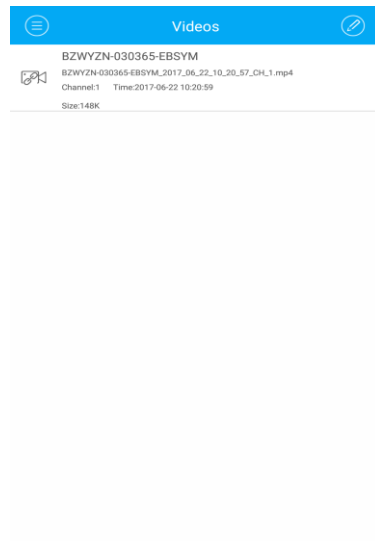 Videos
BZWYZN-030365-EBSYM
BZWYZN-030365-EBSYM_2017_06_22_10_20_57_CH_1.mp4
Channel:1 Time:2017-06-22 10:20:59
Size:148K